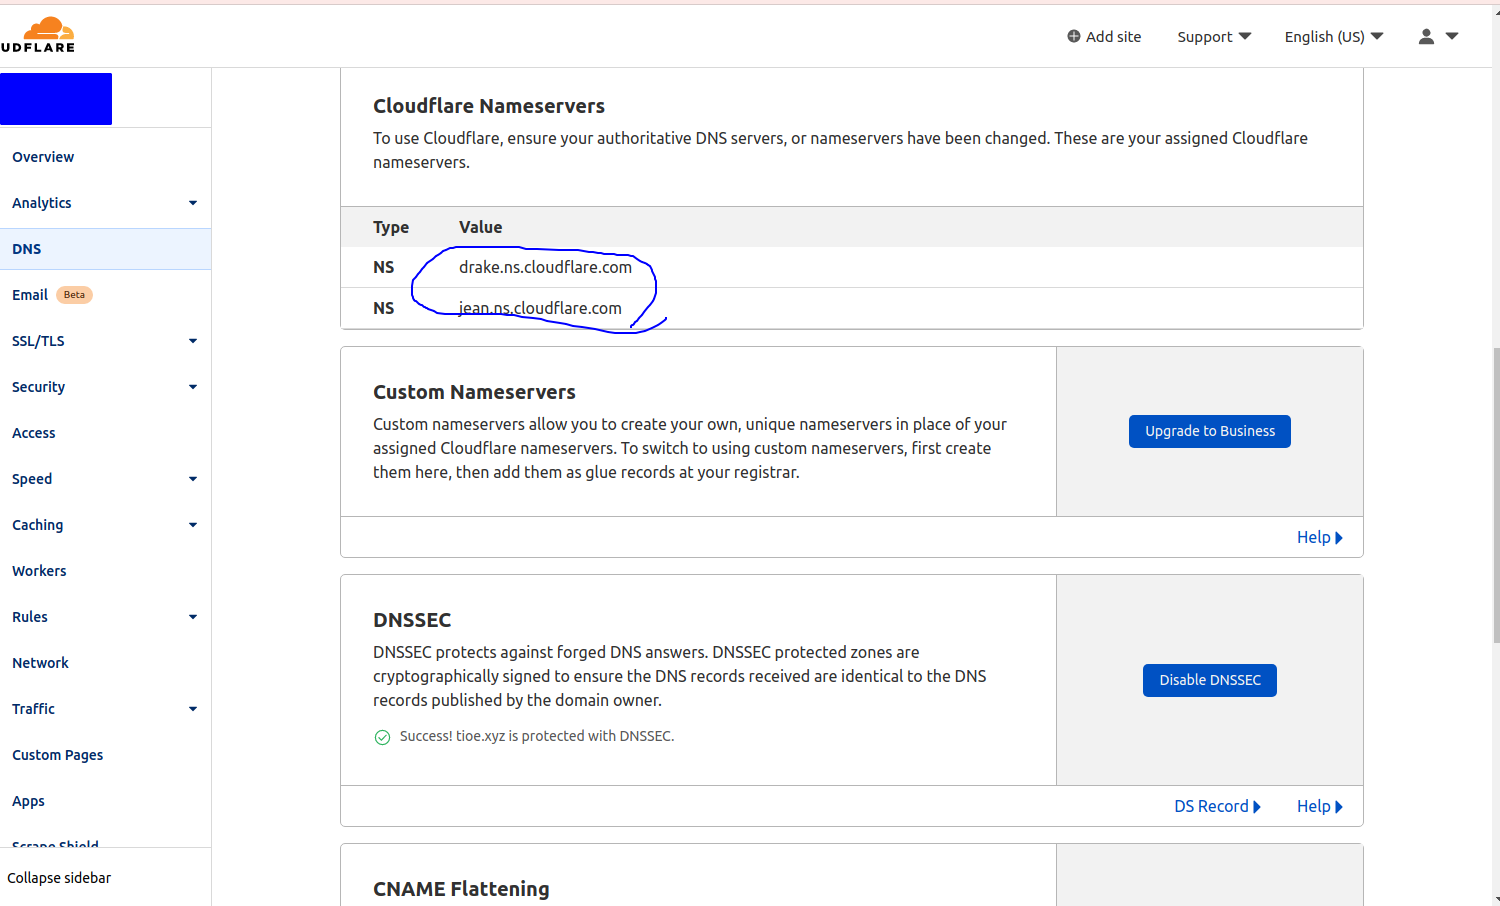 UDFLARE
Add site
Support
English (US)
Overview
Analytics
DNS
Email Beta
SSL/TLS
Security
Access
Speed
Caching
Workers
Rules
Network
Traffic
Custom Pages
Apps
Scrape Shield
Collapse sidebar
Cloudflare Nameservers
To use Cloudflare, ensure your authoritative DNS servers, or nameservers have been changed. These are your assigned Cloudflare
nameservers.
Type Value
NS drake.ns.cloudflare.com
NS jean.ns.cloudflare.com
Custom Nameservers
Custom nameservers allow you to create your own, unique nameservers in place of your
assigned Cloudflare nameservers. To switch to using custom nameservers, first create
them here, then add them as glue records at your registrar.
Upgrade to Business
Help
DNSSEC
DNSSEC protects against forged DNS answers. DNSSEC protected zones are
cryptographically signed to ensure the DNS records received are identical to the DNS
records published by the domain owner.
Success! tioe.xyz is protected with DNSSEC.
Disable DNSSEC
DS Record
Help
CNAME Flattening